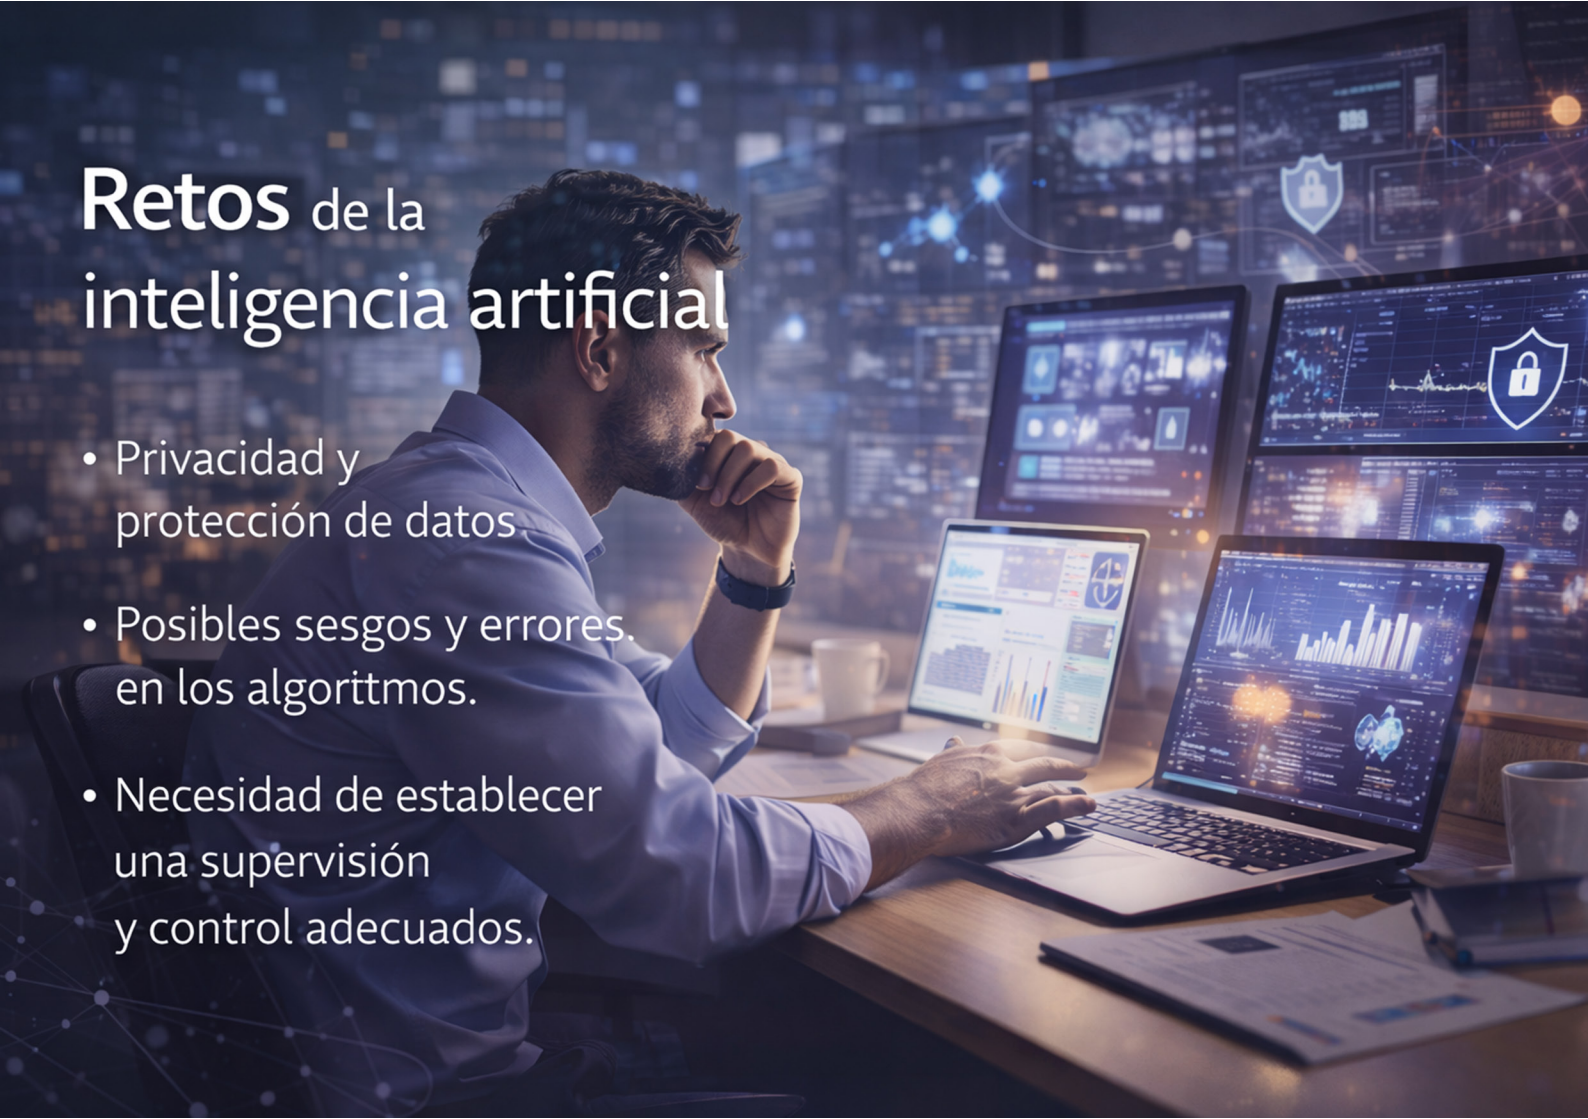 Retos de la
inteligencia artificial
• Privacidad y
protección de datos
• Posibles sesgos y errores.
en los algorittmos.
• Necesidad de establecer
una supervisión
y control adecuados.